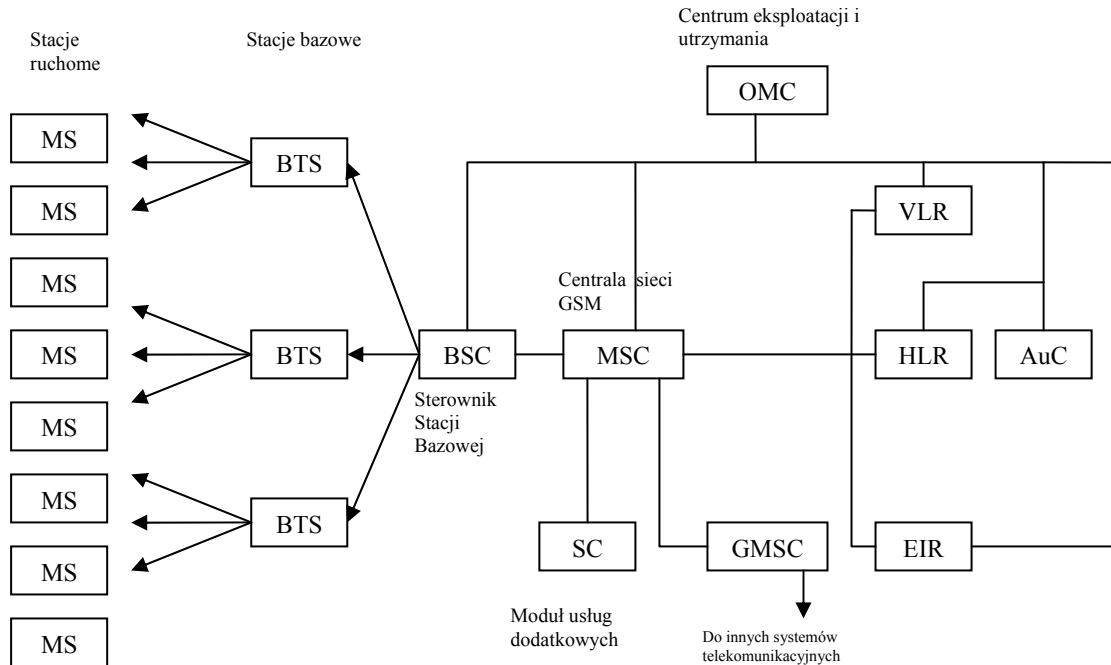 Centrum eksploatacji i
utrzymania
Stacje
ruchome
Stacje bazowe
OMC
MS
BTS
MS
VLR
MS
Centrala sieci
GSM
MS
BTS
BSC
MSC
HLR
AuC
Sterownik
Stacji
Bazowej
MS
MS
BTS
MS
SC
GMSC
EIR
MS
Moduł usług
dodatkowych
Do innych systemów
telekomunikacyjnych